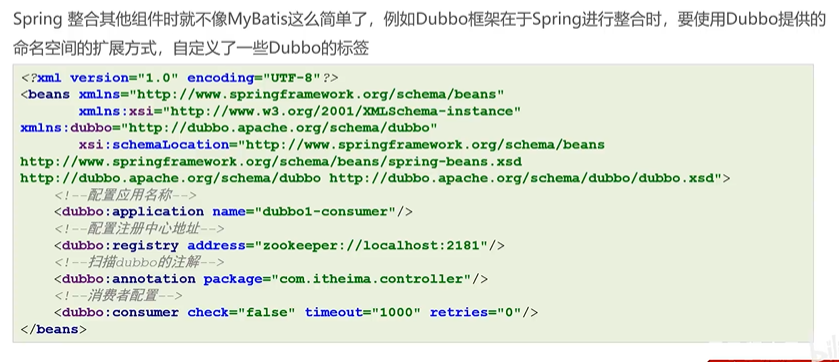 Spring 整合其他组件时就不像MyBatis这么简单了，例如Dubbo框架在于Spring进行整合时，要使用Dubbo提供的
命名空间的扩展方式，自定义了一些Dubbo的标签
<?xml version="1.0" encoding="UTF-8"?>
<beans xmlns="http://www.springframework.org/schema/beans"
       xmlns:xsi="http://www.w3.org/2001/XMLSchema-instance"
xmlns:dubbo="http://dubbo.apache.org/schema/dubbo"
       xsi:schemaLocation="http://www.springframework.org/schema/beans
http://www.springframework.org/schema/beans/spring-beans.xsd
http://dubbo.apache.org/schema/dubbo http://dubbo.apache.org/schema/dubbo/dubbo.xsd">
    <!--配置应用名称-->
    <dubbo:application name="dubbo1-consumer"/>
    <!--配置注册中心地址-->
    <dubbo:registry address="zookeeper://localhost:2181"/>
    <!--扫描dubbo的注解-->
    <dubbo:annotation package="com.itheima.controller"/>
    <!--消费者配置-->
    <dubbo:consumer check="false" timeout="1000" retries="0"/>
</beans>